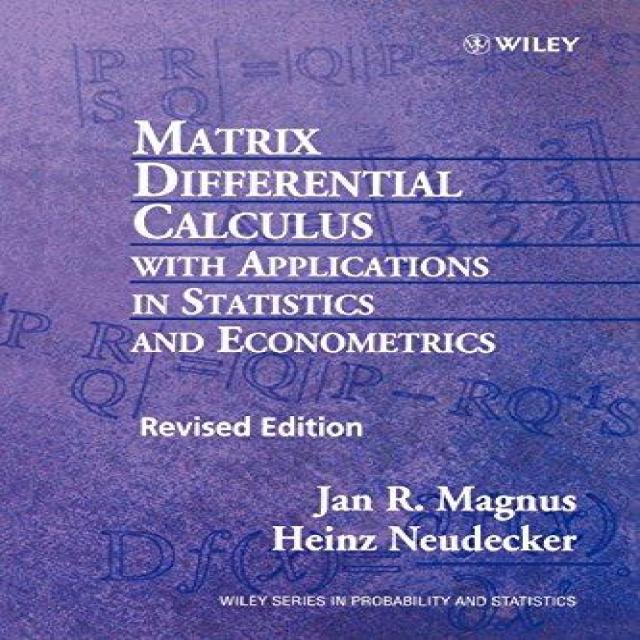 WILEY
MATRIX
DIFFERENTIAL
CALCULUS
WITH APPLICATIONS
IN STATISTICS
AND ECONOMETRICS
Revised Edition
Jan R. Magnus
Heinz Neudecker
WILEY SERIES IN PROBABILITY AND STATISTICS